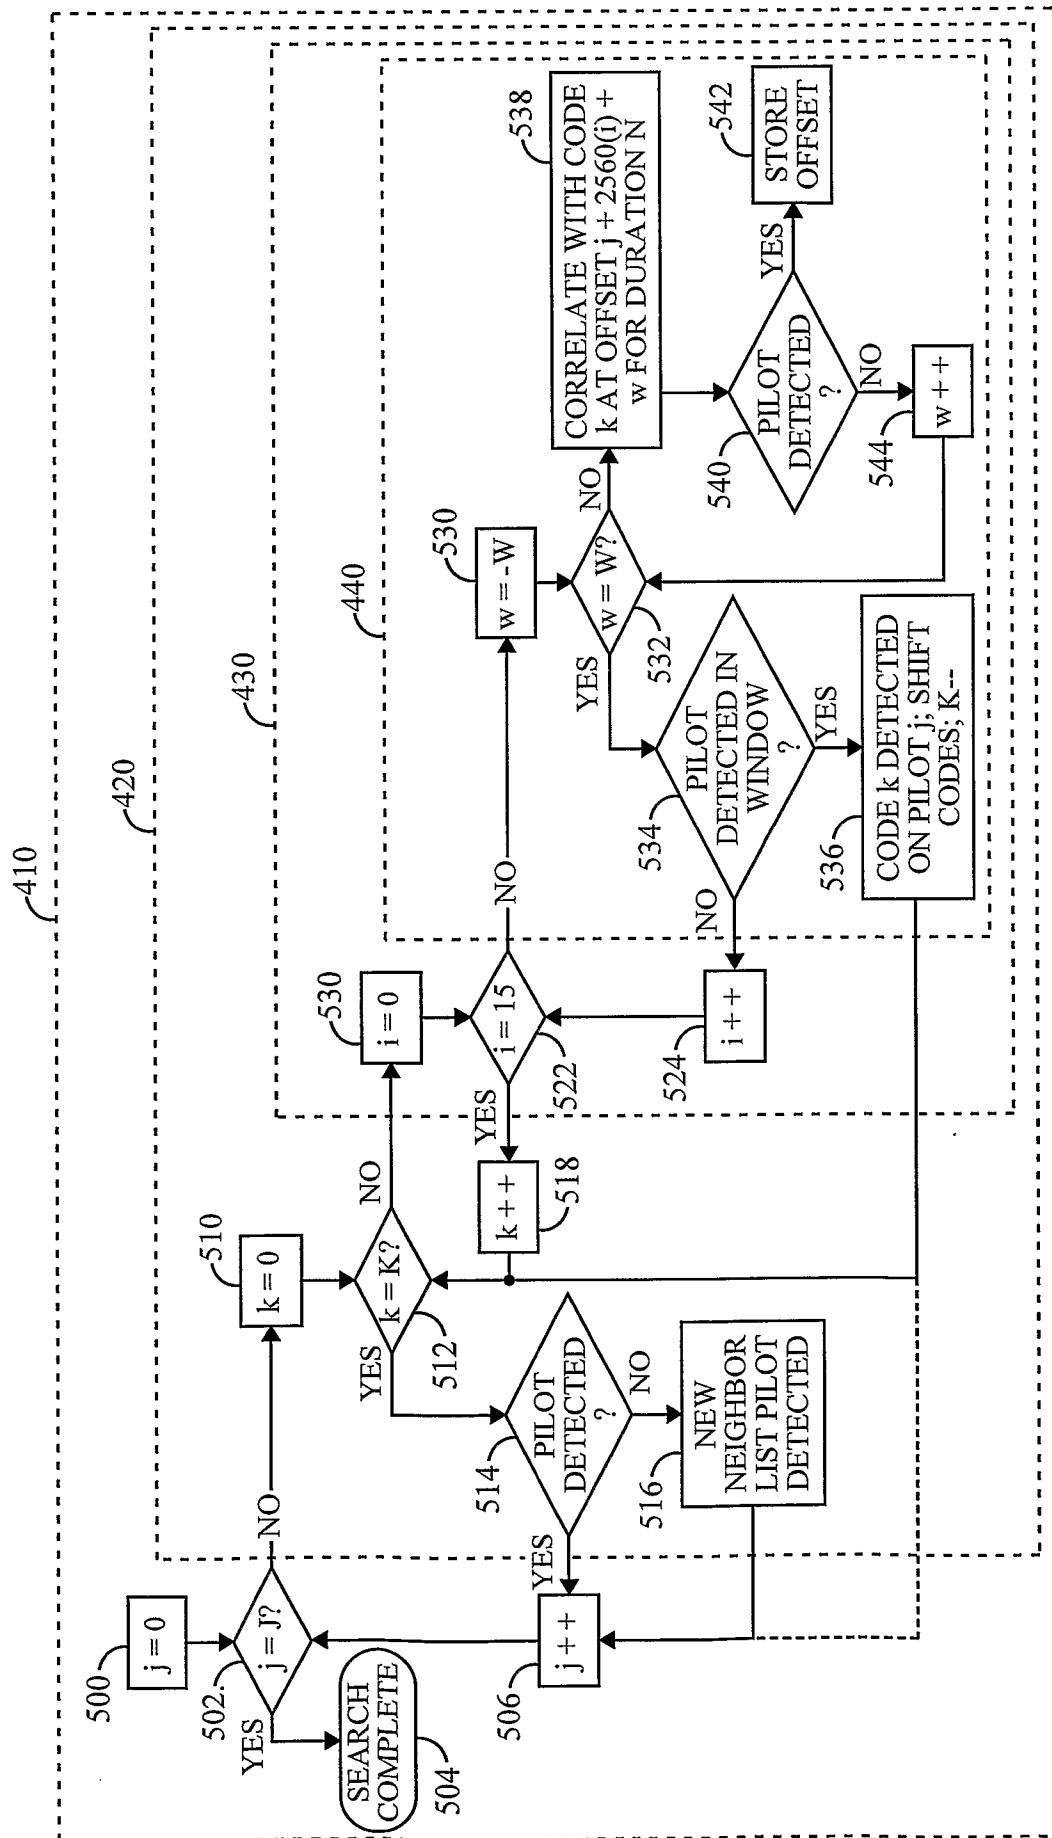 410
420
430
440
500
j = 0
502
j = J?
YES
NO
SEARCH
COMPLETE
504
506
j + +
510
k = 0
k = K?
512
YES
NO
514
PILOT
DETECTED
?
YES
NO
516
NEW
NEIGHBOR
LIST PILOT
DETECTED
518
k + +
530
i = 0
i = 15
522
YES
NO
524
i + +
530
w = -W
w = W?
532
YES
NO
534
PILOT
DETECTED IN
WINDOW
?
NO
YES
536
CODE k DETECTED
ON PILOT j; SHIFT
CODES; K--
538
CORRELATE WITH CODE
k AT OFFSET j + 2560(i) +
w FOR DURATION N
540
PILOT
DETECTED
?
YES
NO
542
STORE
OFFSET
544
w + +